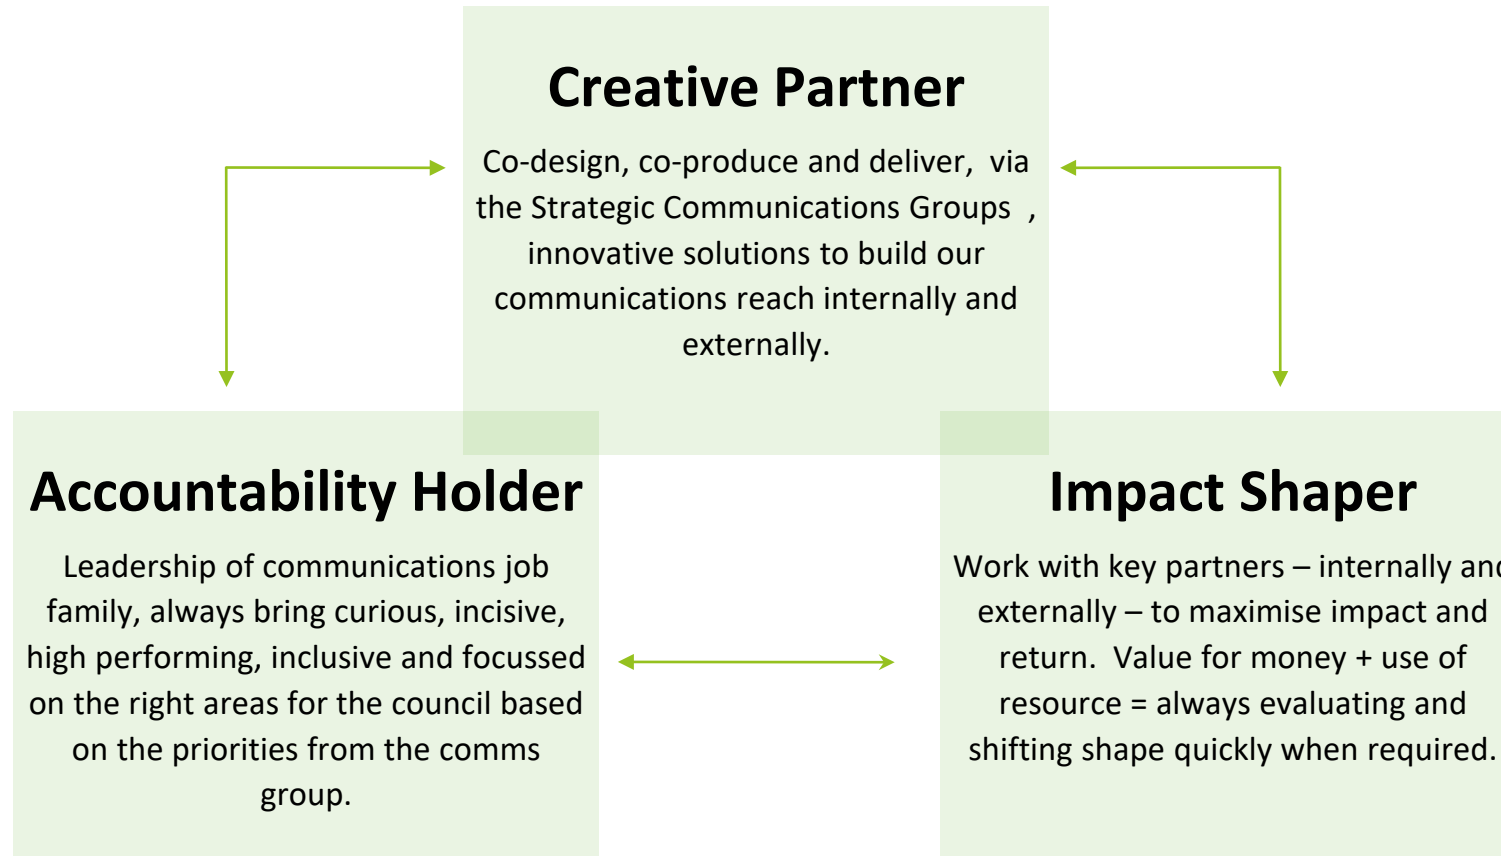 Creative Partner
Co-design, co-produce and deliver,  via
the Strategic Communications Groups  ,
innovative solutions to build our
communications reach internally and
externally.
Accountability Holder
Leadership of communications job
family, always bring curious, incisive,
high performing, inclusive and focussed
on the right areas for the council based
on the priorities from the comms
group.
Impact Shaper
Work with key partners – internally and
externally – to maximise impact and
return.  Value for money + use of
resource = always evaluating and
shifting shape quickly when required.